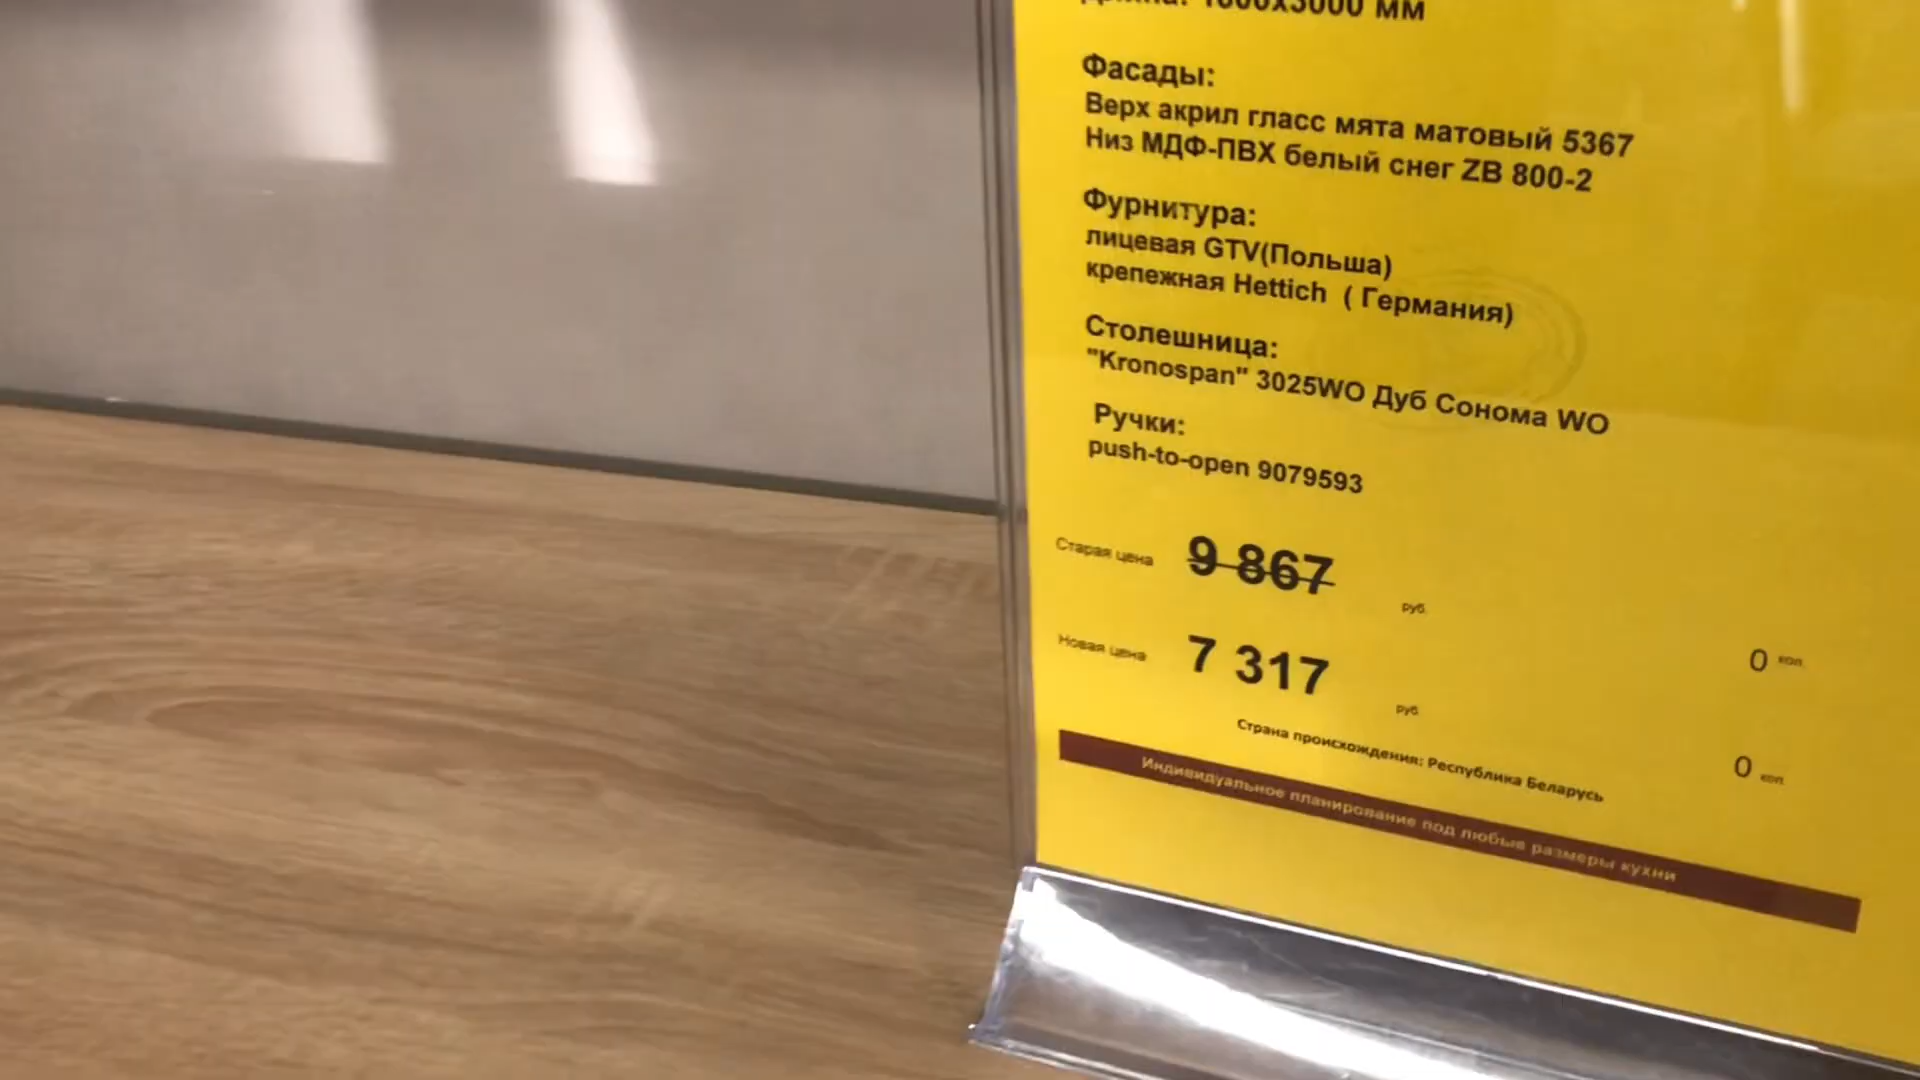 Длина: 1600х3000 мм
Фасады:
Верх акрил гласс мята матовый 5367
Низ МДФ-ПВХ белый снег ZB 800-2
Фурнитура:
лицевая GTV(Польша)
крепежная Hettich ( Германия)
Столешница:
"Kronospan" 3025WO Дуб Сонома WO
Ручки:
push-to-open 9079593
Старая цена 9 867 руб. 0 коп.
Новая цена 7 317 руб. 0 коп.
Страна происхождения: Республика Беларусь
Индивидуальное планирование под любые размеры кухни